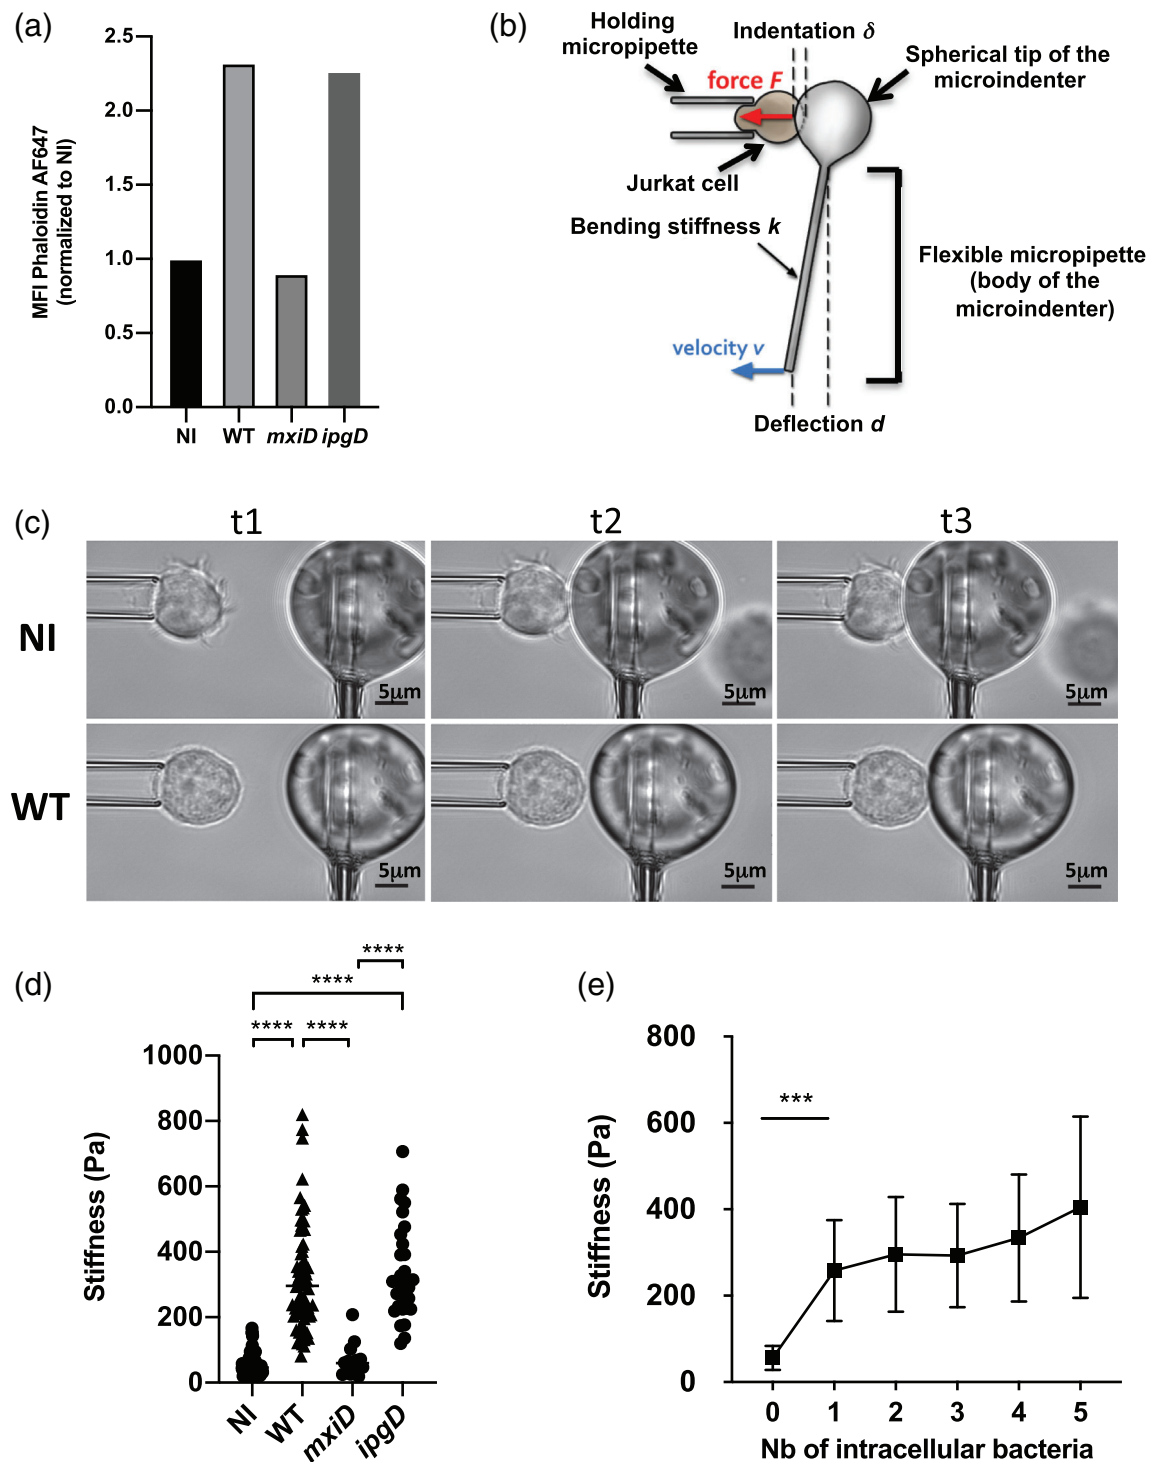 (a)
2.5
2.0
1.5
1.0
0.5
0.0
MFI Phaloidin AF647
(normalized to NI)
NI WT mxiD ipgD
(b)
Holding
micropipette
Indentation δ
force F
Spherical tip of the
microindenter
Jurkat cell
Bending stiffness k
Flexible micropipette
(body of the
microindenter)
velocity v
Deflection d
(c)
t1 t2 t3
NI
5µm 5µm 5µm
WT
5µm 5µm 5µm
(d)
****
****
**** ****
1000
800
600
400
200
0
Stiffness (Pa)
NI WT mxiD ipgD
(e)
800
600
400
200
0
Stiffness (Pa)
***
0 1 2 3 4 5
Nb of intracellular bacteria